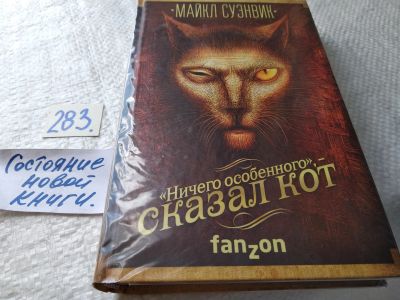 МАЙКЛ СУЭНВИК
283.
Состояние
новой
книги.
«Ничего особенного»,
сказал кот
fanzon